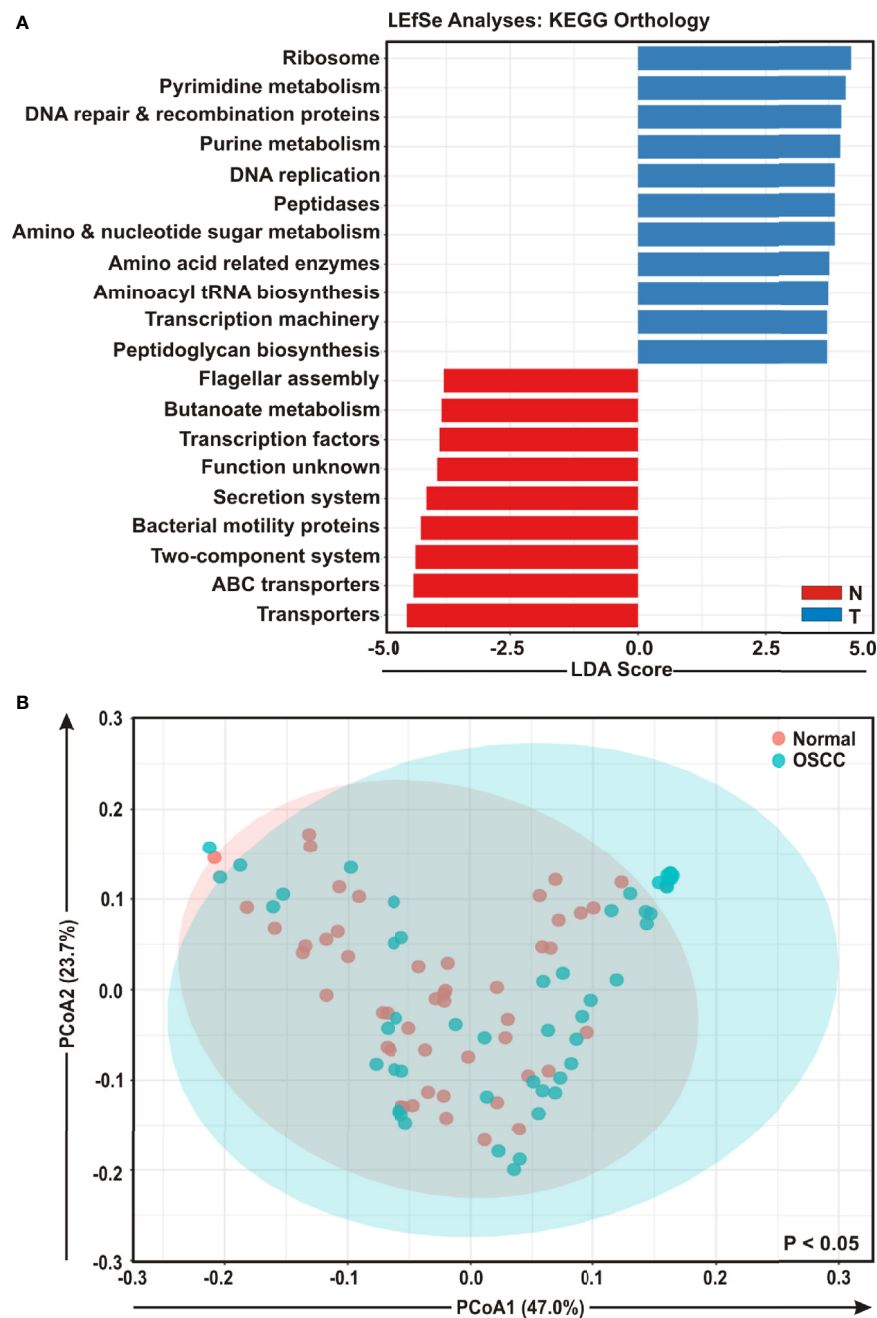 A
LEfSe Analyses: KEGG Orthology
Ribosome
Pyrimidine metabolism
DNA repair & recombination proteins
Purine metabolism
DNA replication
Peptidases
Amino & nucleotide sugar metabolism
Amino acid related enzymes
Aminoacyl tRNA biosynthesis
Transcription machinery
Peptidoglycan biosynthesis
Flagellar assembly
Butanoate metabolism
Transcription factors
Function unknown
Secretion system
Bacterial motility proteins
Two-component system
ABC transporters
Transporters
N
T
-5.0 -2.5 0.0 2.5 5.0
LDA Score
B
Normal
OSCC
0.3
0.2
0.1
0.0
-0.1
-0.2
-0.3
PCoA2 (23.7%)
P < 0.05
-0.3 -0.2 -0.1 0.0 0.1 0.2 0.3
PCoA1 (47.0%)